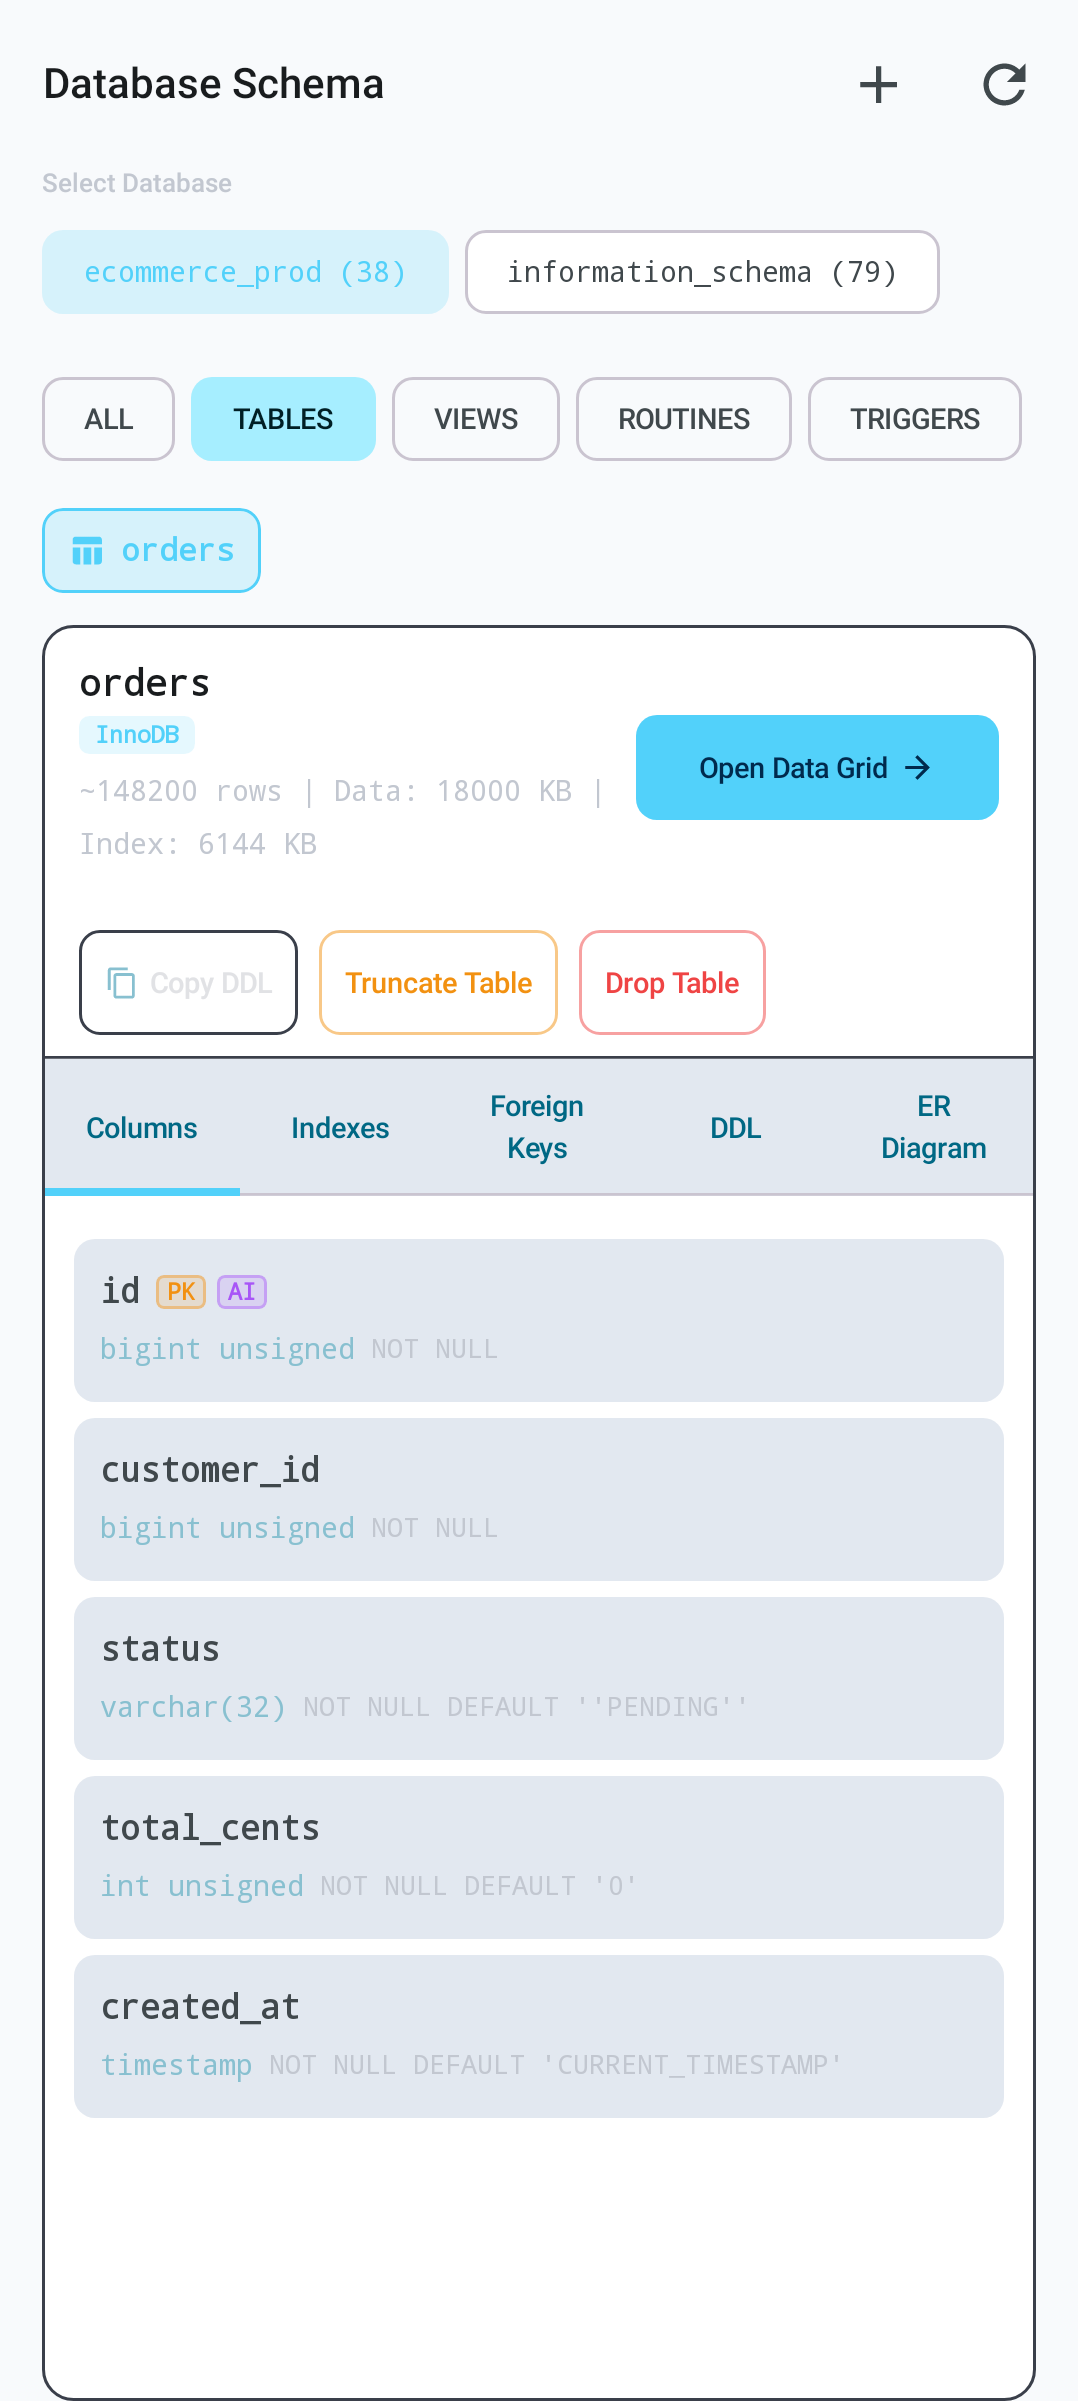 Database Schema
Select Database
ecommerce_prod (38)
information_schema (79)
ALL
TABLES
VIEWS
ROUTINES
TRIGGERS
orders
orders
InnoDB
~148200 rows | Data: 18000 KB |
Index: 6144 KB
Open Data Grid →
Copy DDL
Truncate Table
Drop Table
Columns
Indexes
Foreign
Keys
DDL
ER
Diagram
id PK AI
bigint unsigned NOT NULL
customer_id
bigint unsigned NOT NULL
status
varchar(32) NOT NULL DEFAULT ''PENDING''
total_cents
int unsigned NOT NULL DEFAULT '0'
created_at
timestamp NOT NULL DEFAULT 'CURRENT_TIMESTAMP'